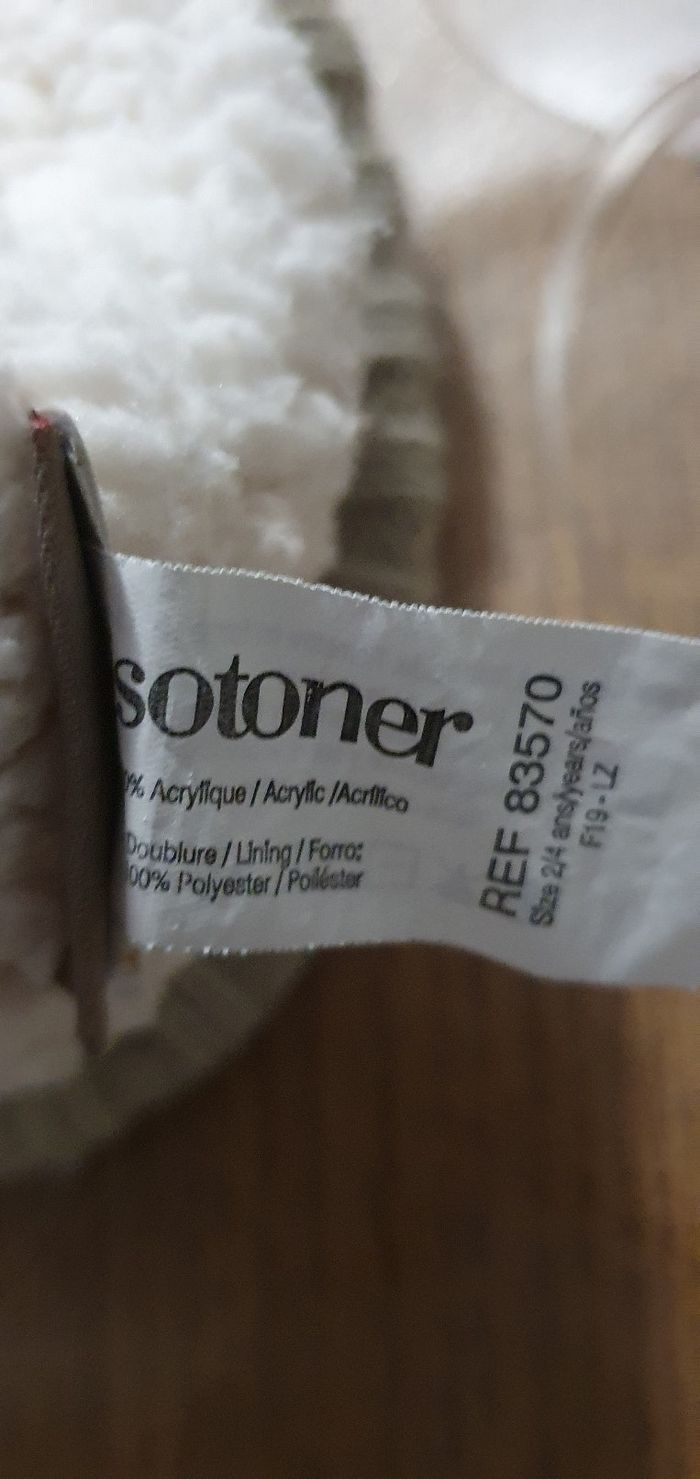 sotoner
% Acrylique / Acrylic /Acrílico
Doublure / Lining / Forro:
00% Polyester / Poliéster
REF 83570
Size 2/4 ans/years/años
F19 - LZ